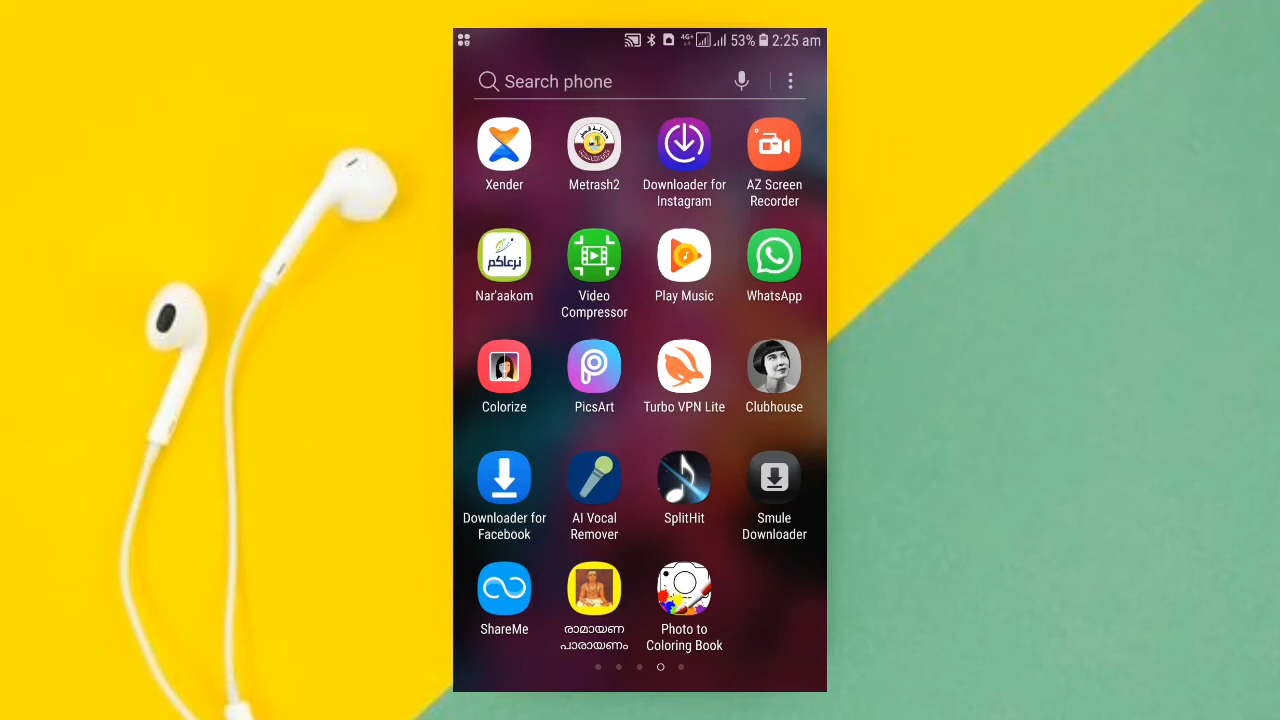 4G+ 53% 2:25 am
Search phone
Xender Metrash2 Downloader for Instagram AZ Screen Recorder
نرعاكم
Nar'aakom Video Compressor Play Music WhatsApp
Colorize PicsArt Turbo VPN Lite Clubhouse
Downloader for Facebook AI Vocal Remover SplitHit Smule Downloader
ShareMe രാമായണ പാരായണം Photo to Coloring Book